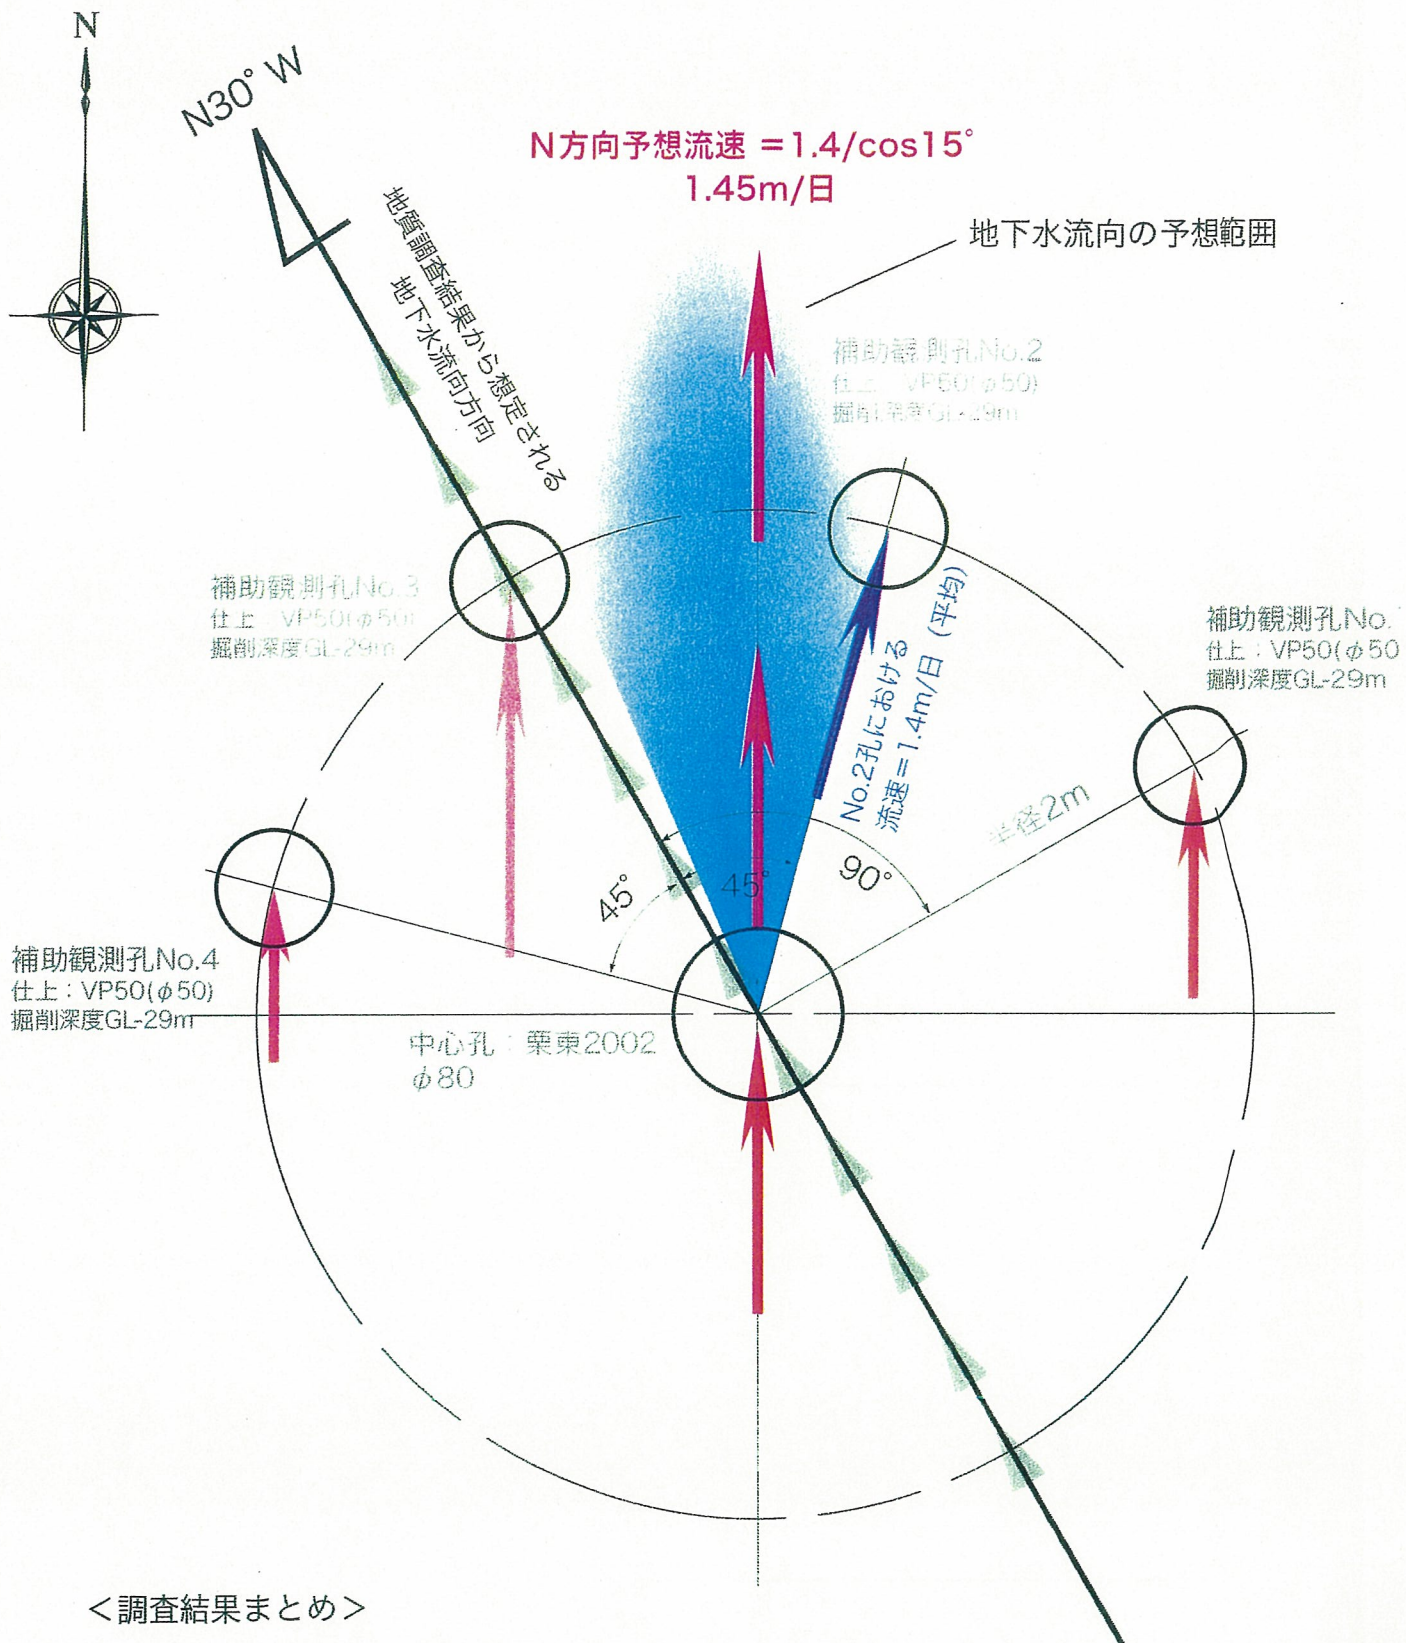 N
N30° W
N方向予想流速 =1.4/cos15°
1.45m/日
地下水流向の予想範囲
地質調査結果から想定される
地下水流向方向
補助観測孔No.2
仕上：VP50(φ50)
掘削深度GL-29m
補助観測孔No.3
仕上：VP50(φ50)
掘削深度GL-29m
補助観測孔No.
仕上：VP50(φ50
掘削深度GL-29m
No.2孔における
流速＝1.4m/日（平均）
半径2m
90°
45°
45°
補助観測孔No.4
仕上：VP50(φ50)
掘削深度GL-29m
中心孔：栗東2002
φ80
＜調査結果まとめ＞